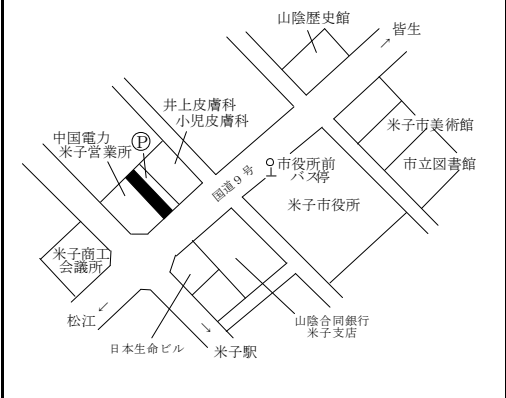 山陰歴史館
皆生
→
井上皮膚科
小児皮膚科
中国電力
米子営業所
P
米子市美術館
市立図書館
国道9号
市役所前
バス停
米子市役所
米子商工
会議所
←
松江
日本生命ビル
→
米子駅
山陰合同銀行
米子支店